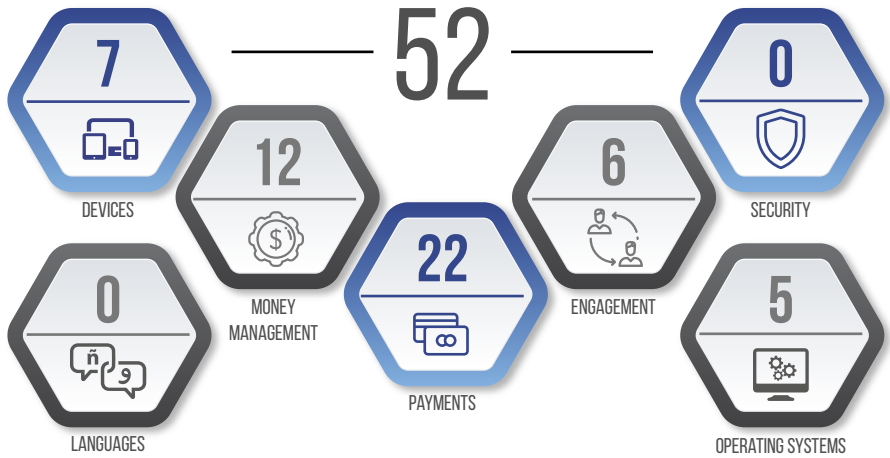 52
7
DEVICES
0
SECURITY
12
MONEY
MANAGEMENT
6
ENGAGEMENT
22
PAYMENTS
0
ñ
و
LANGUAGES
5
OPERATING SYSTEMS
$